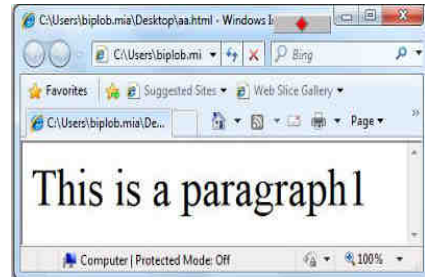 C:\Users\biplob.mia\Desktop\aa.html - Windows I
C:\Users\biplob.mi
Bing
Favorites Suggested Sites Web Slice Gallery
C:\Users\biplob.mia\De... Page
This is a paragraph1
Computer | Protected Mode: Off 100%